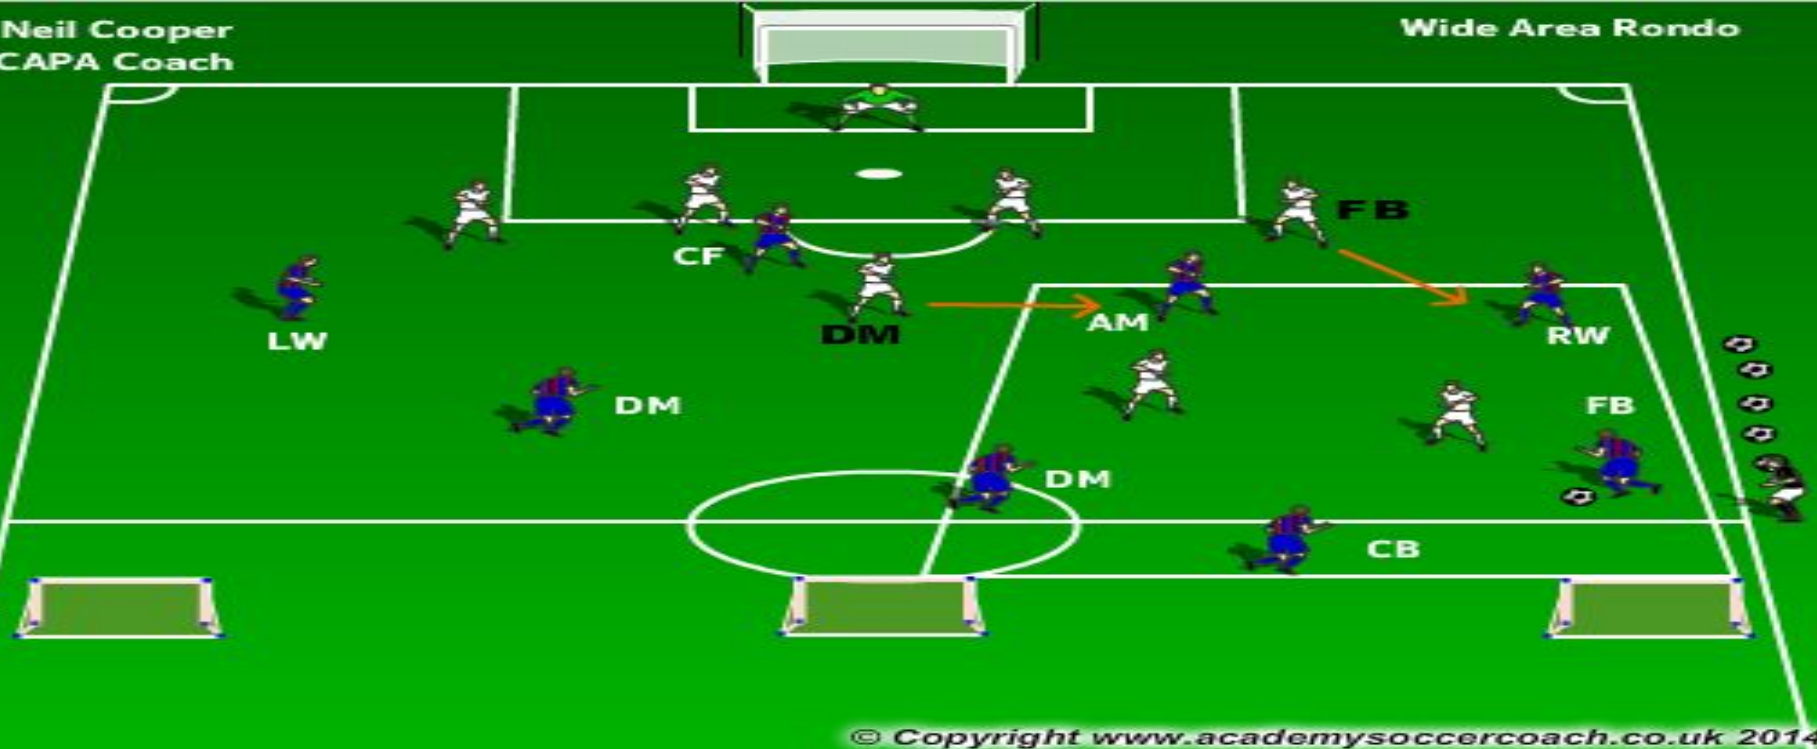 Neil Cooper
CAPA Coach
Wide Area Rondo
FB
CF
AM
DM
LW
RW
DM
FB
DM
CB
© Copyright www.academysoccercoach.co.uk 2014